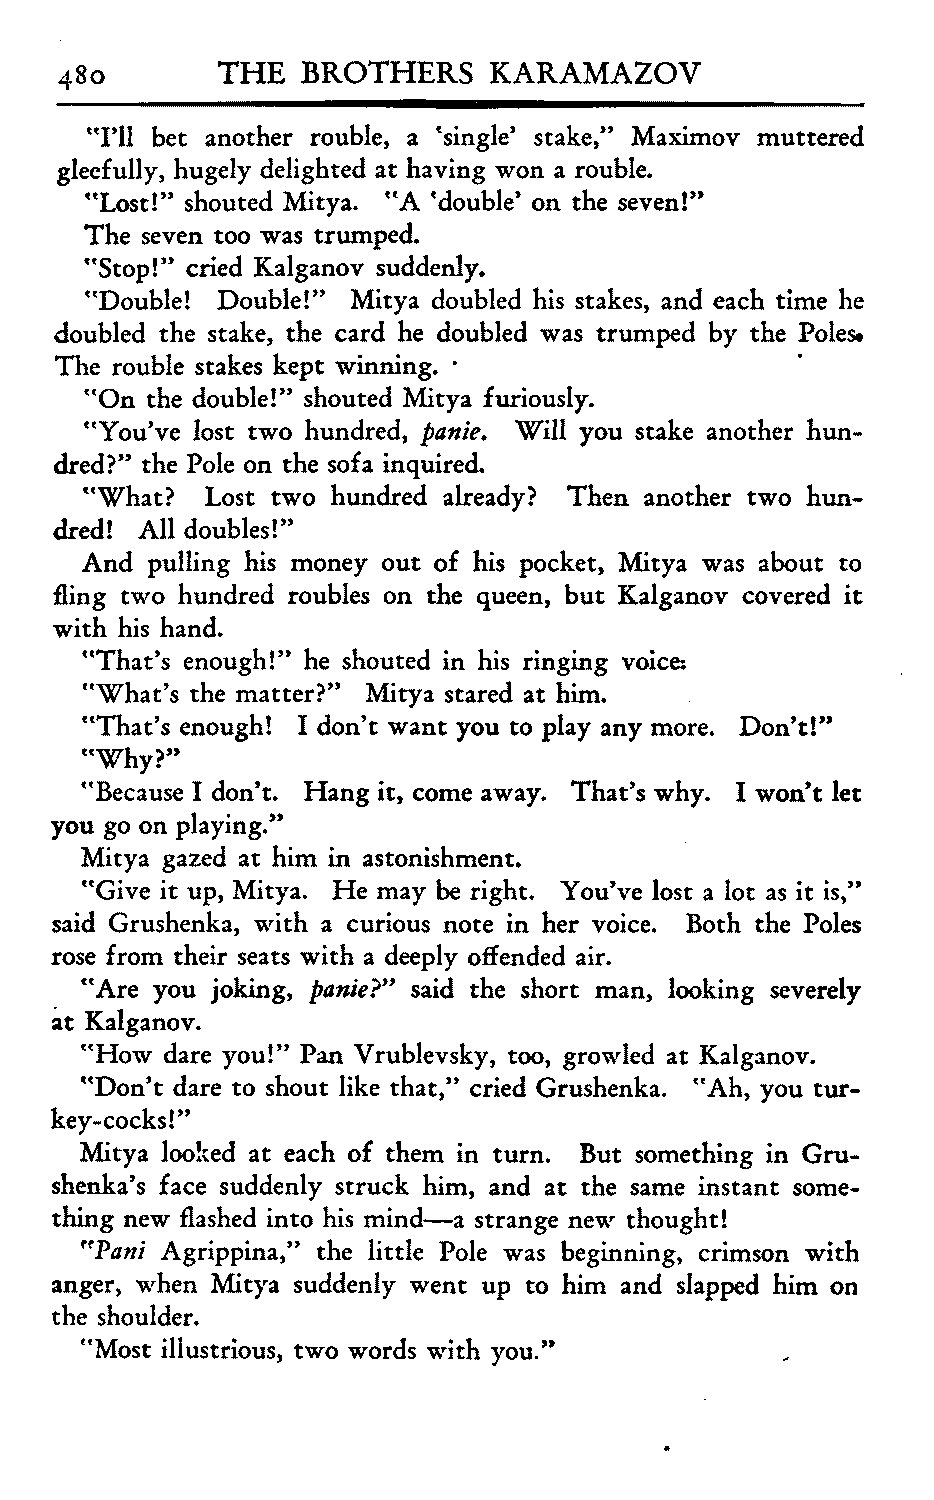 480 THE BROTHERS KARAMAZOV
"I'll bet another rouble, a 'single' stake," Maximov muttered
gleefully, hugely delighted at having won a rouble.
"Lost!" shouted Mitya. "A 'double' on the seven!"
The seven too was trumped.
"Stop!" cried Kalganov suddenly.
"Double! Double!" Mitya doubled his stakes, and each time he
doubled the stake, the card he doubled was trumped by the Poles.
The rouble stakes kept winning.
"On the double!" shouted Mitya furiously.
"You've lost two hundred, panie. Will you stake another hun-
dred?" the Pole on the sofa inquired.
"What? Lost two hundred already? Then another two hun-
dred! All doubles!"
And pulling his money out of his pocket, Mitya was about to
fling two hundred roubles on the queen, but Kalganov covered it
with his hand.
"That's enough!" he shouted in his ringing voice.
"What's the matter?" Mitya stared at him.
"That's enough! I don't want you to play any more. Don't!"
"Why?"
"Because I don't. Hang it, come away. That's why. I won't let
you go on playing."
Mitya gazed at him in astonishment.
"Give it up, Mitya. He may be right. You've lost a lot as it is,"
said Grushenka, with a curious note in her voice. Both the Poles
rose from their seats with a deeply offended air.
"Are you joking, panie?" said the short man, looking severely
at Kalganov.
"How dare you!" Pan Vrublevsky, too, growled at Kalganov.
"Don't dare to shout like that," cried Grushenka. "Ah, you tur-
key-cocks!"
Mitya looked at each of them in turn. But something in Gru-
shenka's face suddenly struck him, and at the same instant some-
thing new flashed into his mind—a strange new thought!
"Pani Agrippina," the little Pole was beginning, crimson with
anger, when Mitya suddenly went up to him and slapped him on
the shoulder.
"Most illustrious, two words with you."